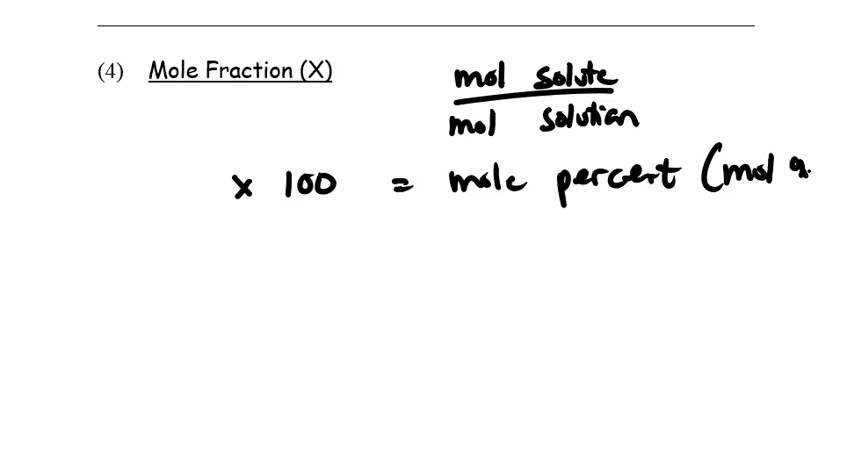 (4) Mole Fraction (X)
mol solute
mol solution
x 100 = mole percent (mol %